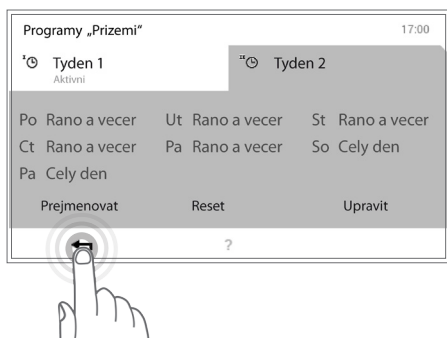 Programy „Prizemi“ 17:00
I Tyden 1 II Tyden 2
Aktivni
Po Rano a vecer Ut Rano a vecer St Rano a vecer
Ct Rano a vecer Pa Rano a vecer So Cely den
Pa Cely den
Prejmenovat Reset Upravit
?